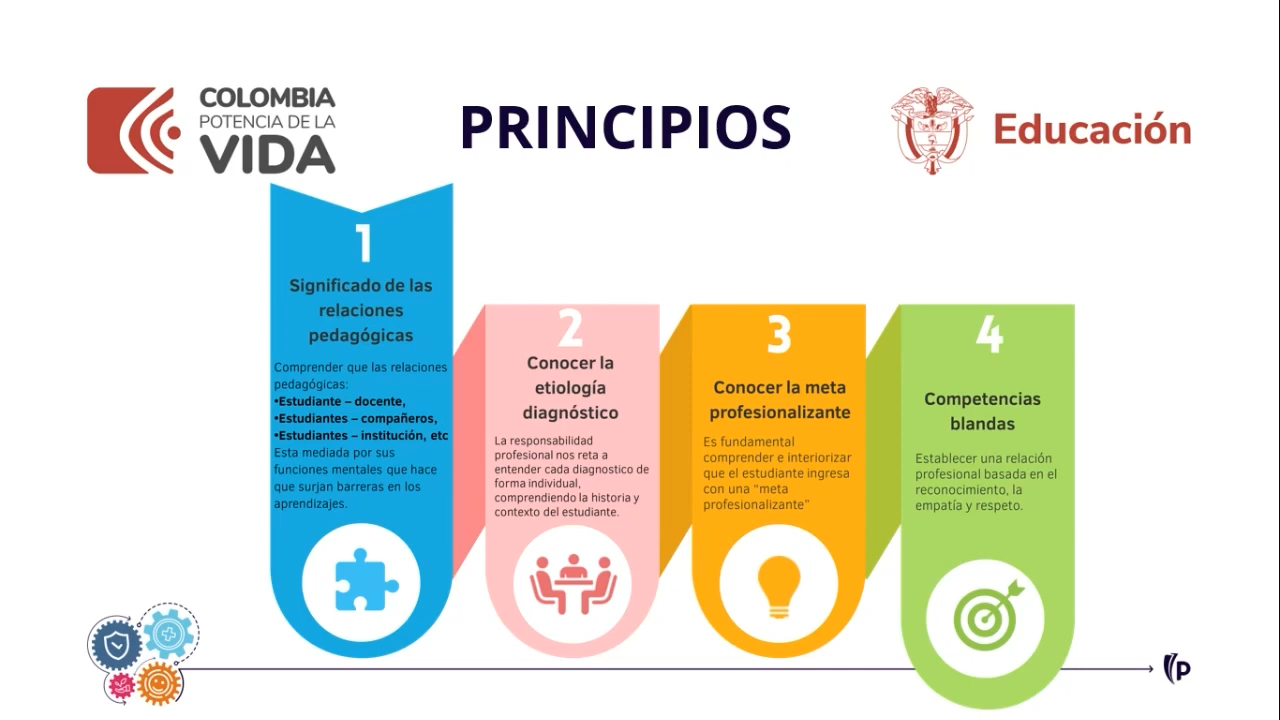 COLOMBIA
POTENCIA DE LA
VIDA
PRINCIPIOS
Educación
1
Significado de las
relaciones
pedagógicas
Comprender que las relaciones
pedagógicas:
•Estudiante – docente,
•Estudiantes – compañeros,
•Estudiantes – institución, etc
Esta mediada por sus
funciones mentales que hace
que surjan barreras en los
aprendizajes.
2
Conocer la
etiología
diagnóstico
La responsabilidad
profesional nos reta a
entender cada diagnostico de
forma individual,
comprendiendo la historia y
contexto del estudiante.
3
Conocer la meta
profesionalizante
Es fundamental
comprender e interiorizar
que el estudiante ingresa
con una “meta
profesionalizante”
4
Competencias
blandas
Establecer una relación
profesional basada en el
reconocimiento, la
empatía y respeto.
P